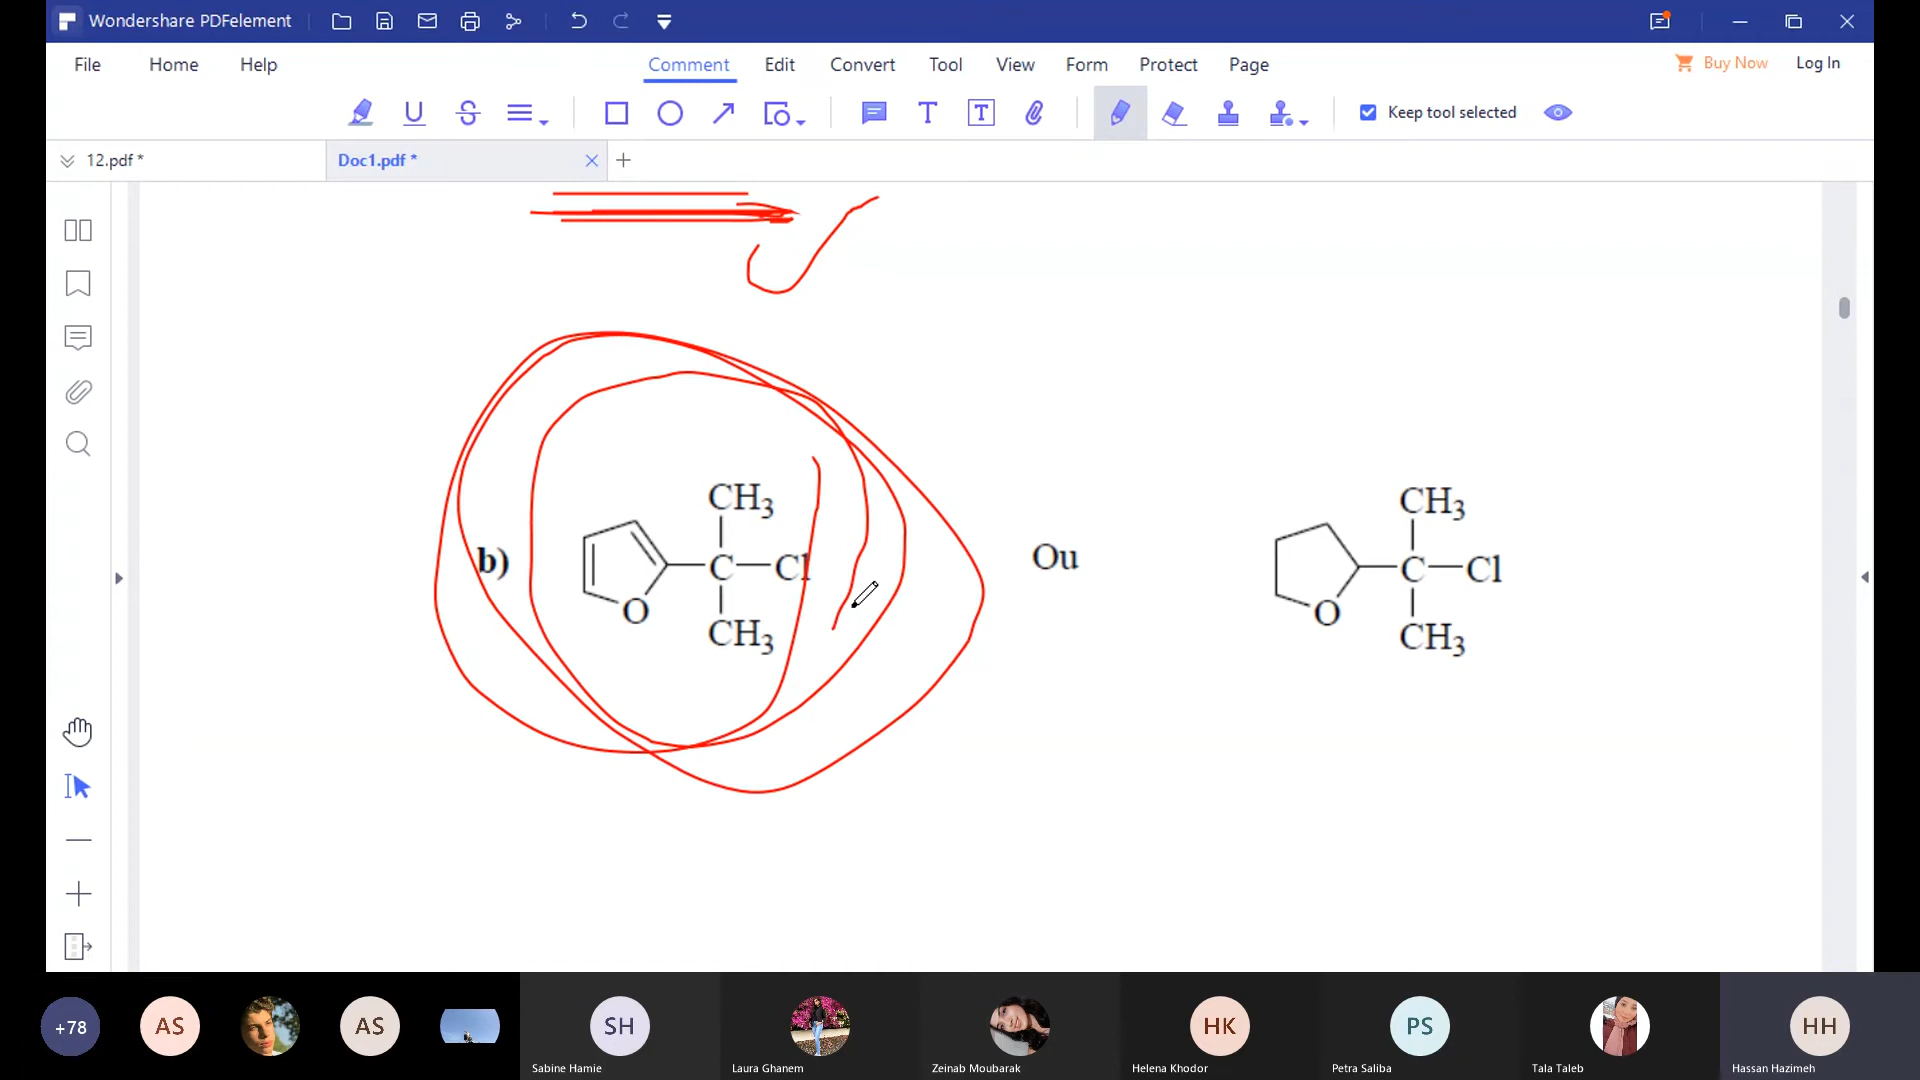 Wondershare PDFelement
File Home Help Comment Edit Convert Tool View Form Protect Page Buy Now Log In
Keep tool selected
12.pdf * Doc1.pdf *
b)
CH3
C Cl
O
CH3
Ou
CH3
C Cl
O
CH3
+78 AS AS SH HK PS HH
Sabine Hamie Laura Ghanem Zeinab Moubarak Helena Khodor Petra Saliba Tala Taleb Hassan Hazimeh